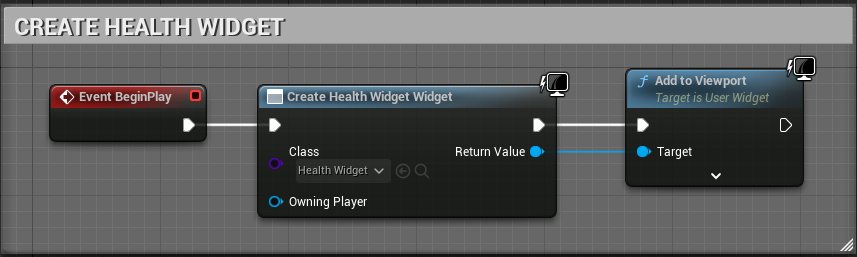 CREATE HEALTH WIDGET
Event BeginPlay
Create Health Widget Widget
Class
Health Widget
Return Value
Owning Player
f Add to Viewport
Target is User Widget
Target